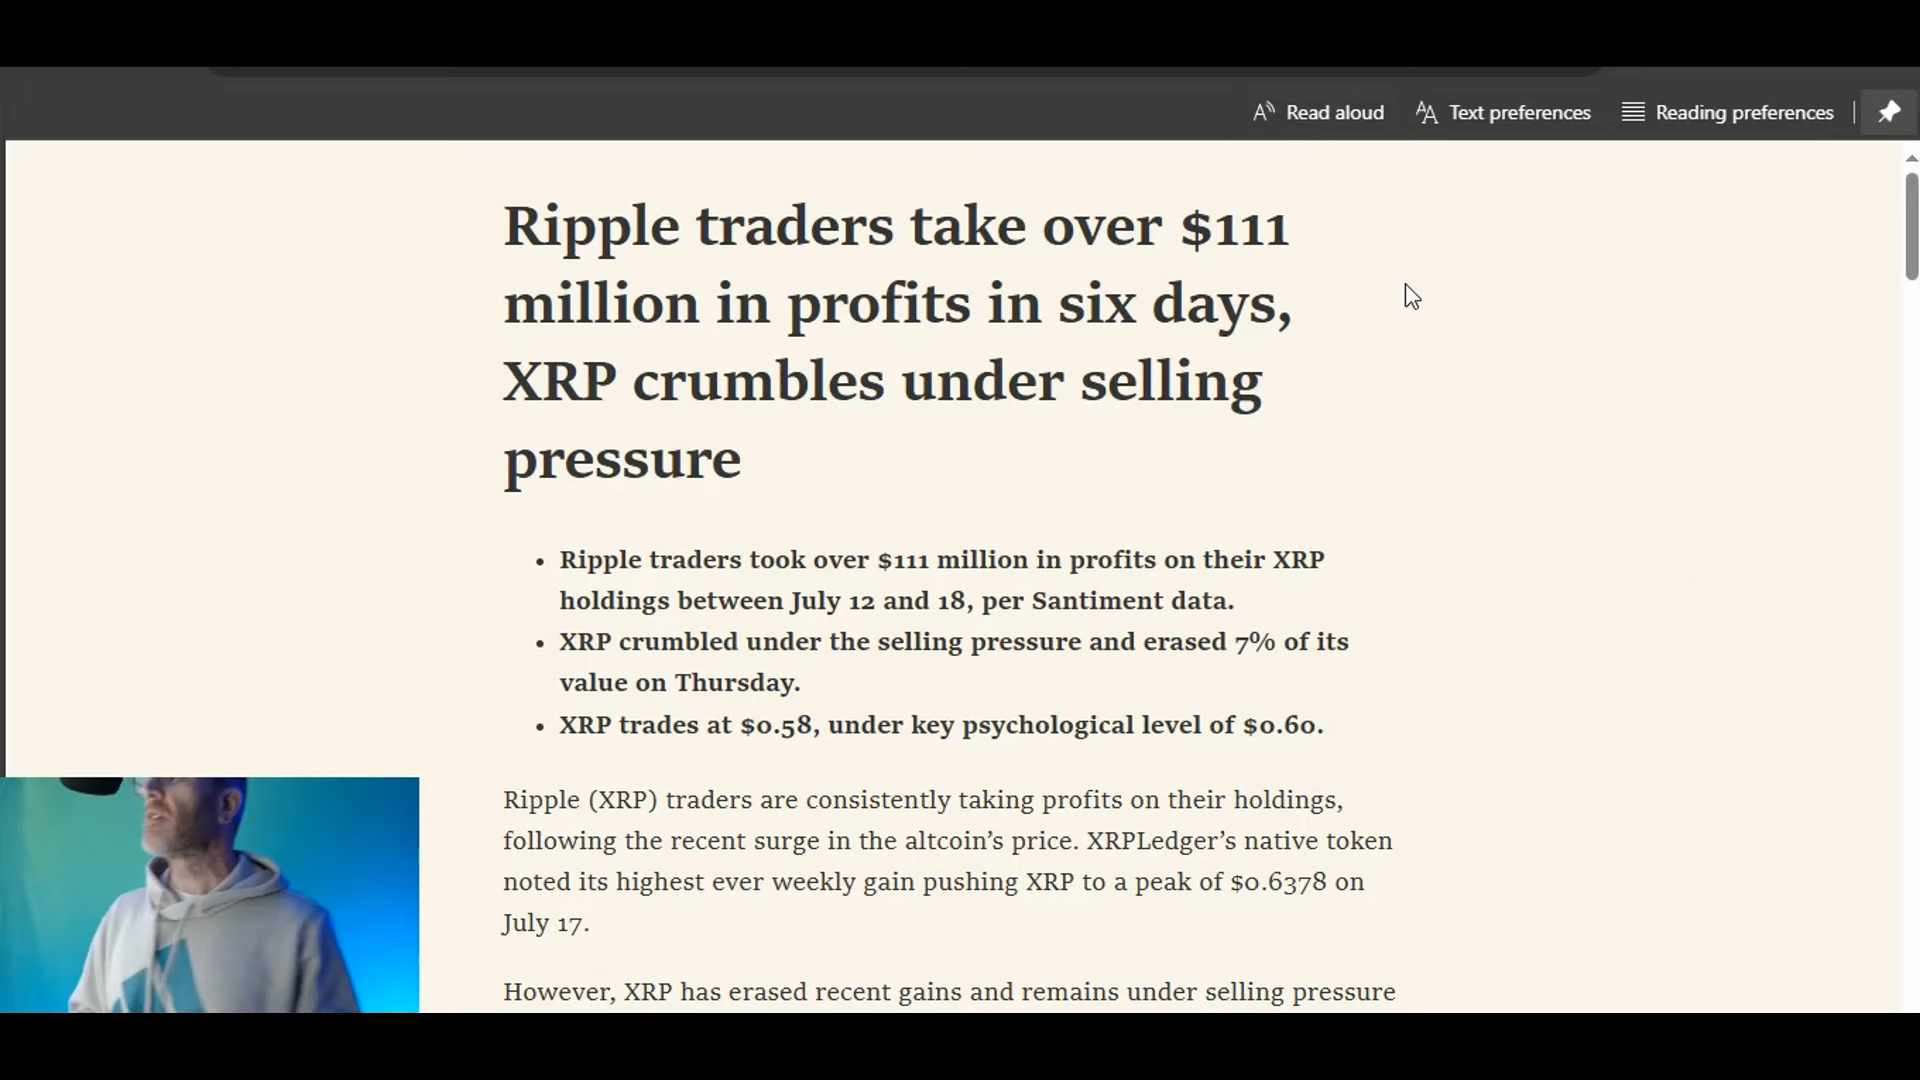 Read aloud
Text preferences
Reading preferences
Ripple traders take over $111
million in profits in six days,
XRP crumbles under selling
pressure
• Ripple traders took over $111 million in profits on their XRP
holdings between July 12 and 18, per Santiment data.
• XRP crumbled under the selling pressure and erased 7% of its
value on Thursday.
• XRP trades at $0.58, under key psychological level of $0.60.
Ripple (XRP) traders are consistently taking profits on their holdings,
following the recent surge in the altcoin’s price. XRPLedger’s native token
noted its highest ever weekly gain pushing XRP to a peak of $0.6378 on
July 17.
However, XRP has erased recent gains and remains under selling pressure